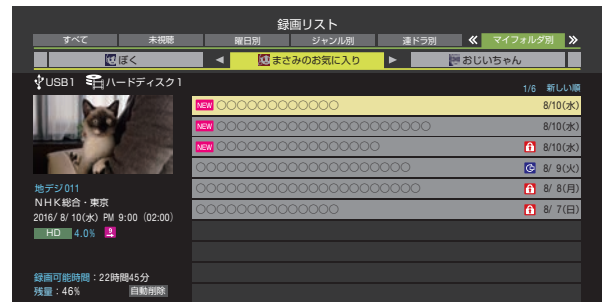 録画リスト
すべて 未視聴 曜日別 ジャンル別 連ドラ別 マイフォルダ別
ぼく まさみのお気に入り おじいちゃん
USB1 ハードディスク1
1/6 新しい順
NEW ○○○○○○○○○○○○ 8/10(水)
NEW ○○○○○○○○○○○○○○○○○○○○○ 8/10(水)
NEW ○○○○○○○○○○○○○○○○ 8/10(水)
○○○○○○○○○○○○○○○○○○○○○ 8/ 9(火)
○○○○○○○○○○○○○○○○○○○○○○ 8/ 8(月)
○○○○○○○○○○○○○○ 8/ 7(日)
地デジ011
NHK総合・東京
2016/ 8/ 10(水) PM 9:00 (02:00)
HD 4.0% 9
録画可能時間：22時間45分
残量：46% 自動削除